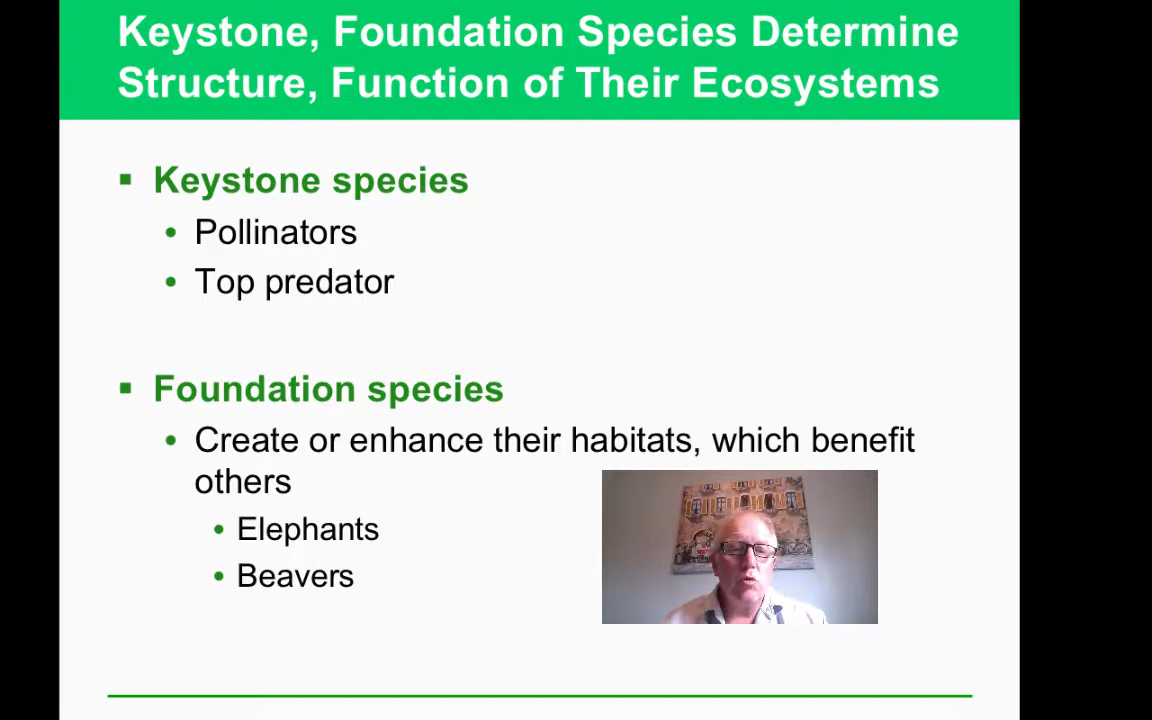 Keystone, Foundation Species Determine
Structure, Function of Their Ecosystems
▪ Keystone species
• Pollinators
• Top predator
▪ Foundation species
• Create or enhance their habitats, which benefit
others
• Elephants
• Beavers